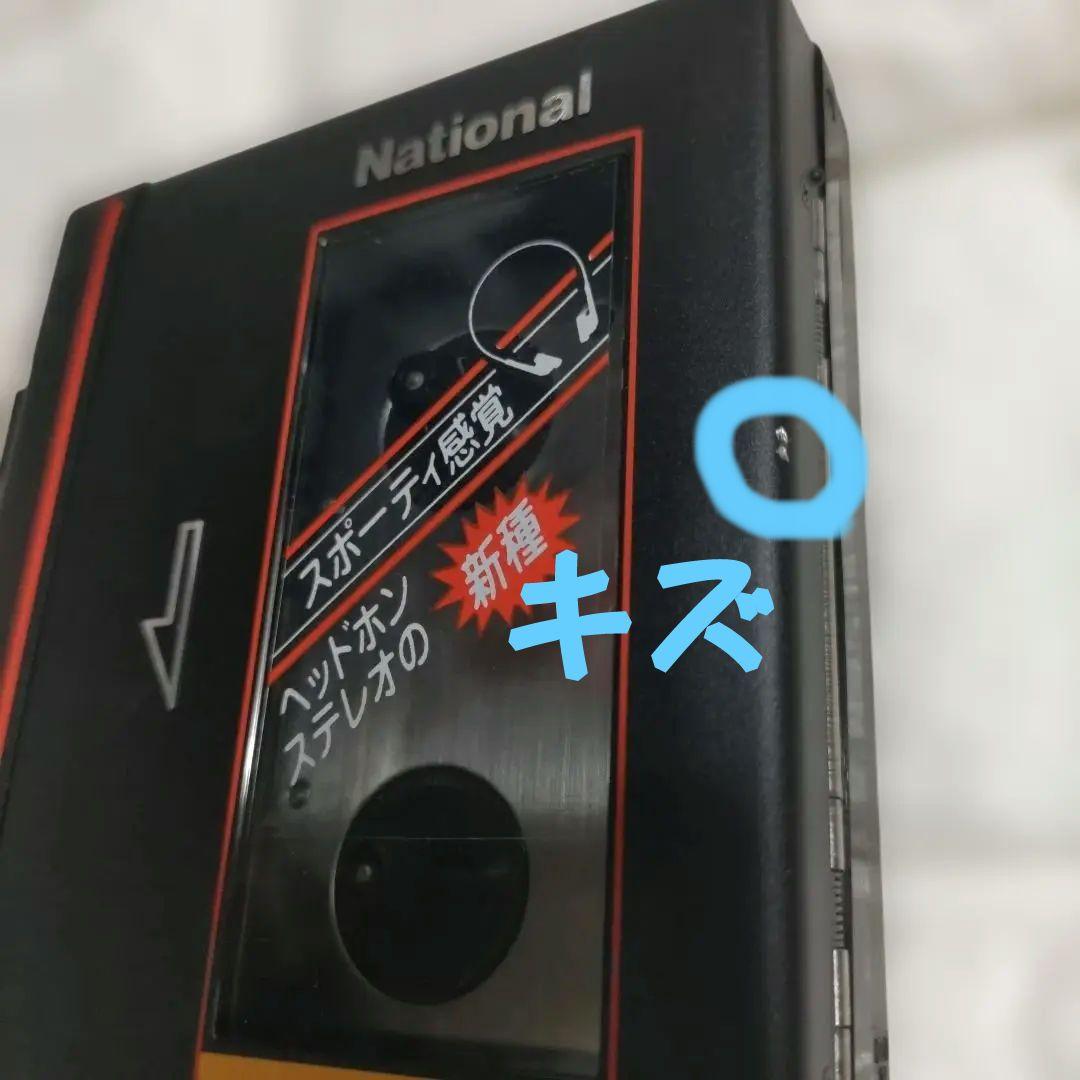 National
スポーティ感覚
新種
ヘッドホン
ステレオの
キズ